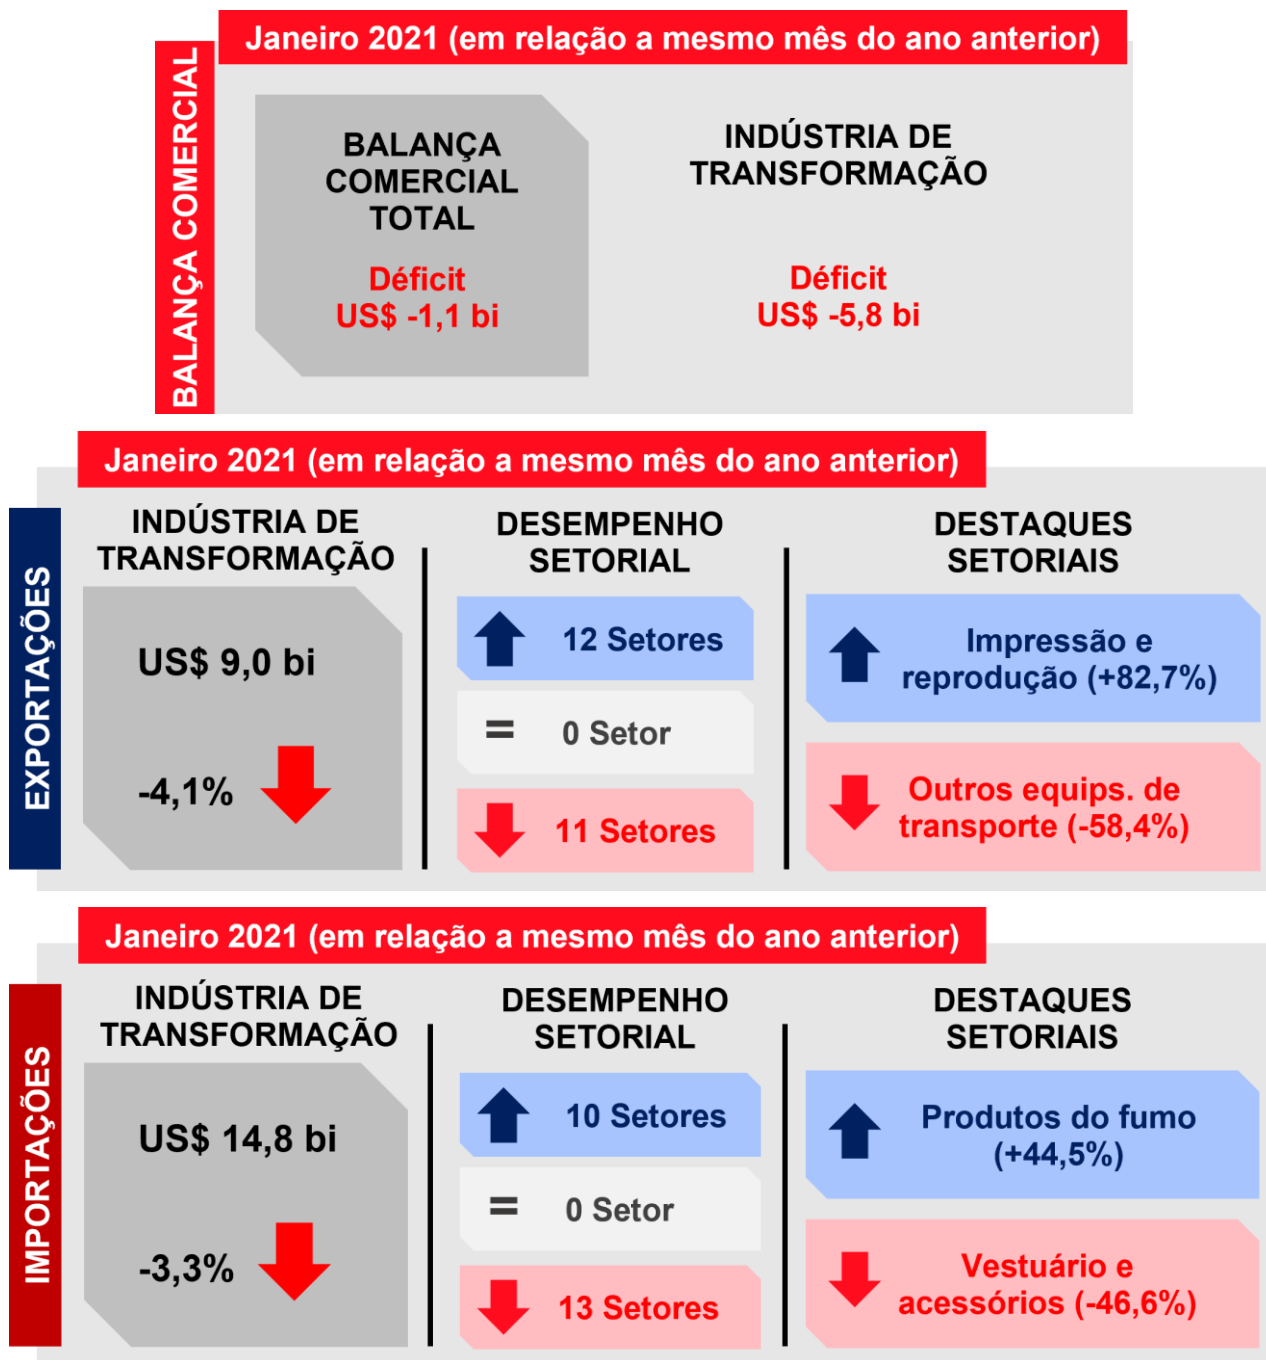 Janeiro 2021 (em relação a mesmo mês do ano anterior)
BALANÇA COMERCIAL
BALANÇA
COMERCIAL
TOTAL
Déficit
US$ -1,1 bi
INDÚSTRIA DE
TRANSFORMAÇÃO
Déficit
US$ -5,8 bi
Janeiro 2021 (em relação a mesmo mês do ano anterior)
EXPORTAÇÕES
INDÚSTRIA DE
TRANSFORMAÇÃO
US$ 9,0 bi
-4,1%
DESEMPENHO
SETORIAL
12 Setores
= 0 Setor
11 Setores
DESTAQUES
SETORIAIS
Impressão e
reprodução (+82,7%)
Outros equips. de
transporte (-58,4%)
Janeiro 2021 (em relação a mesmo mês do ano anterior)
IMPORTAÇÕES
INDÚSTRIA DE
TRANSFORMAÇÃO
US$ 14,8 bi
-3,3%
DESEMPENHO
SETORIAL
10 Setores
= 0 Setor
13 Setores
DESTAQUES
SETORIAIS
Produtos do fumo
(+44,5%)
Vestuário e
acessórios (-46,6%)